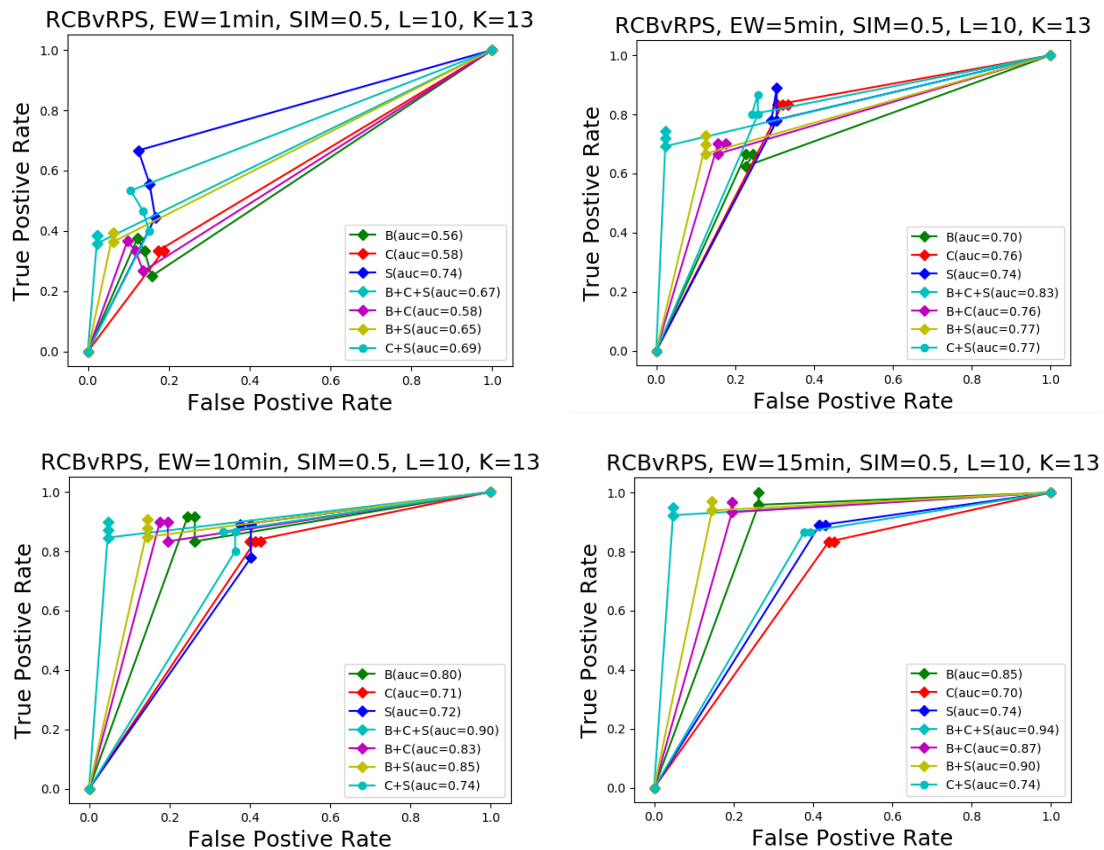 RCBvRPS, EW=1min, SIM=0.5, L=10, K=13
True Postive Rate
1.0
0.8
0.6
0.4
0.2
0.0
B(auc=0.56)
C(auc=0.58)
S(auc=0.74)
B+C+S(auc=0.67)
B+C(auc=0.58)
B+S(auc=0.65)
C+S(auc=0.69)
0.0 0.2 0.4 0.6 0.8 1.0
False Postive Rate
RCBvRPS, EW=5min, SIM=0.5, L=10, K=13
True Postive Rate
1.0
0.8
0.6
0.4
0.2
0.0
B(auc=0.70)
C(auc=0.76)
S(auc=0.74)
B+C+S(auc=0.83)
B+C(auc=0.76)
B+S(auc=0.77)
C+S(auc=0.77)
0.0 0.2 0.4 0.6 0.8 1.0
False Postive Rate
RCBvRPS, EW=10min, SIM=0.5, L=10, K=13
True Postive Rate
1.0
0.8
0.6
0.4
0.2
0.0
B(auc=0.80)
C(auc=0.71)
S(auc=0.72)
B+C+S(auc=0.90)
B+C(auc=0.83)
B+S(auc=0.85)
C+S(auc=0.74)
0.0 0.2 0.4 0.6 0.8 1.0
False Postive Rate
RCBvRPS, EW=15min, SIM=0.5, L=10, K=13
True Postive Rate
1.0
0.8
0.6
0.4
0.2
0.0
B(auc=0.85)
C(auc=0.70)
S(auc=0.74)
B+C+S(auc=0.94)
B+C(auc=0.87)
B+S(auc=0.90)
C+S(auc=0.74)
0.0 0.2 0.4 0.6 0.8 1.0
False Postive Rate